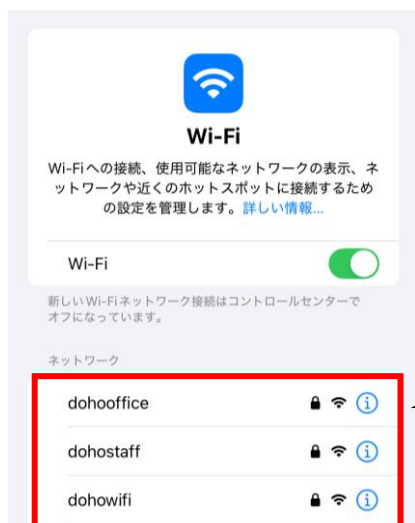 Wi-Fi
Wi-Fiへの接続、使用可能なネットワークの表示、ネ
ットワークや近くのホットスポットに接続するため
の設定を管理します。詳しい情報...
Wi-Fi
新しいWi-Fiネットワーク接続はコントロールセンターで
オフになっています。
ネットワーク
dohooffice
dohostaff
dohowifi